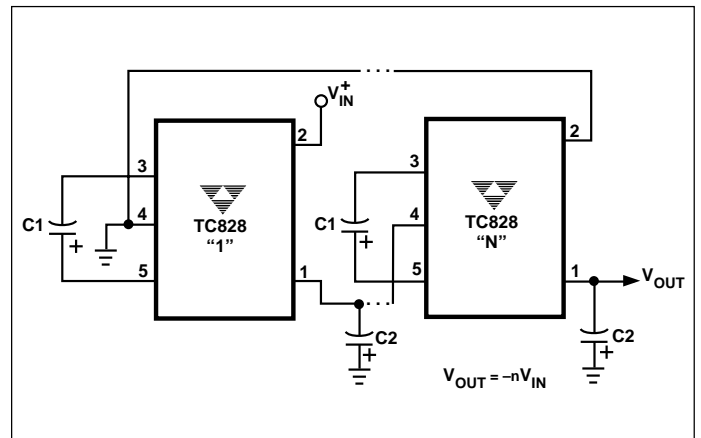 V+IN
2
3
4
5
1
C1
+
TC828
“1”
C2
+
2
3
4
5
1
C1
+
TC828
“N”
VOUT
C2
+
VOUT = –nVIN